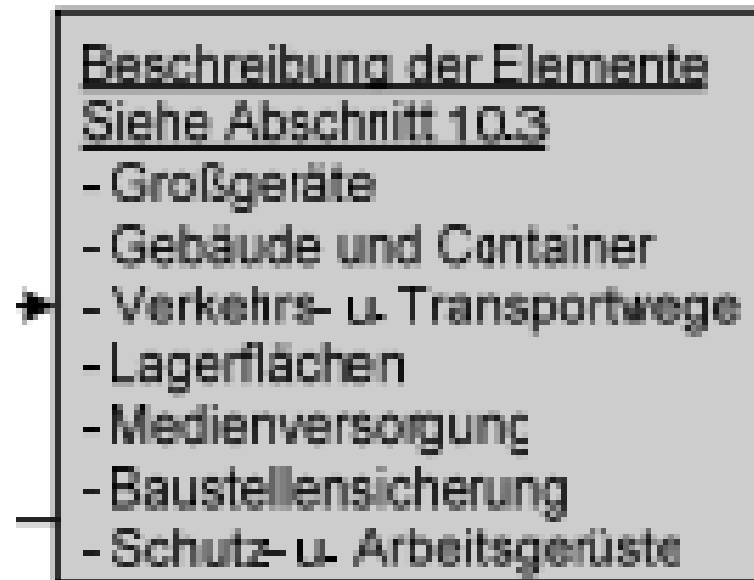 Beschreibung der Elemente
Siehe Abschnitt 10.3
- Großgeräte
- Gebäude und Container
- Verkehrs- u. Transportwege
- Lagerflächen
- Medienversorgung
- Baustellensicherung
- Schutz- u. Arbeitsgerüste